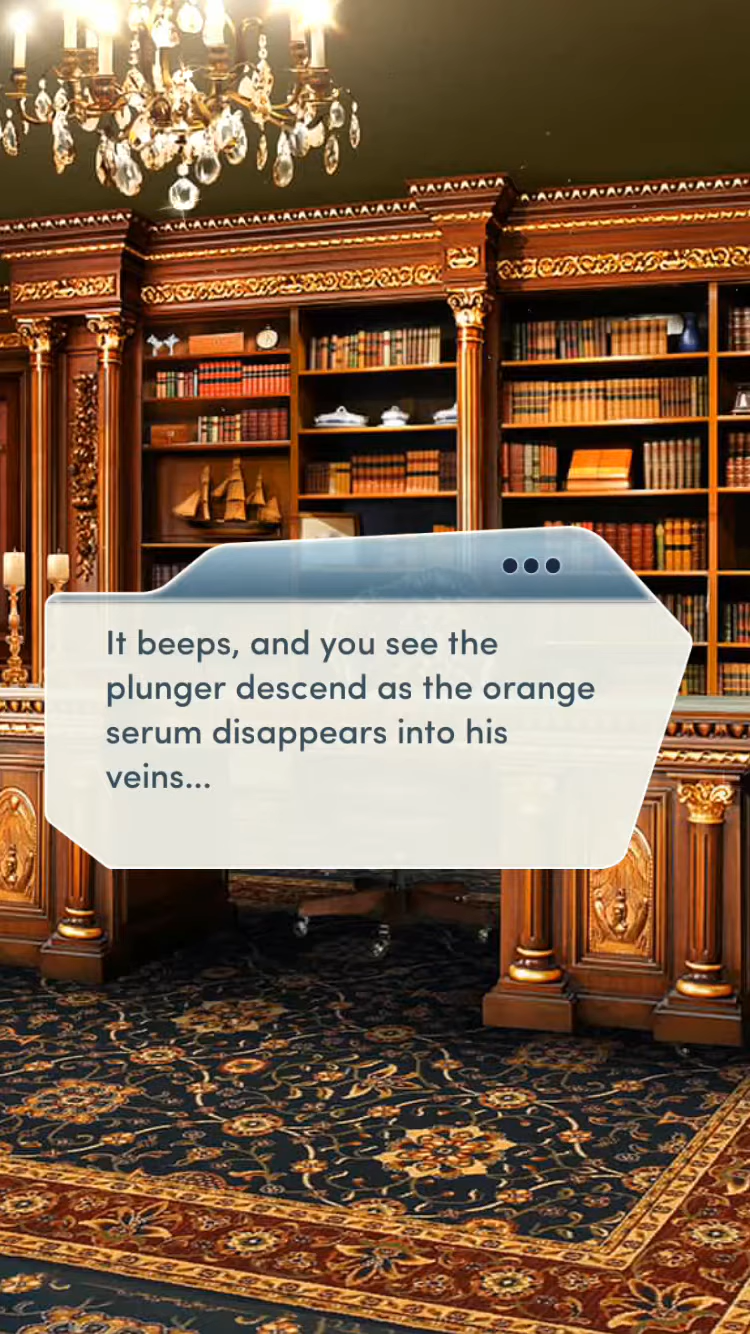 It beeps, and you see the
plunger descend as the orange
serum disappears into his
veins...